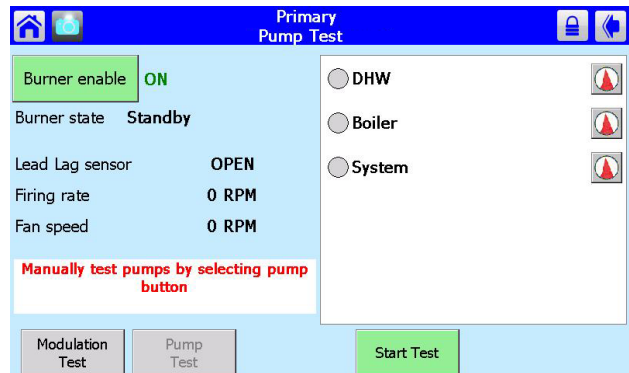 Primary
Pump Test
Burner enable ON
Burner state Standby
Lead Lag sensor OPEN
Firing rate 0 RPM
Fan speed 0 RPM
Manually test pumps by selecting pump
button
DHW
Boiler
System
Modulation
Test
Pump
Test
Start Test